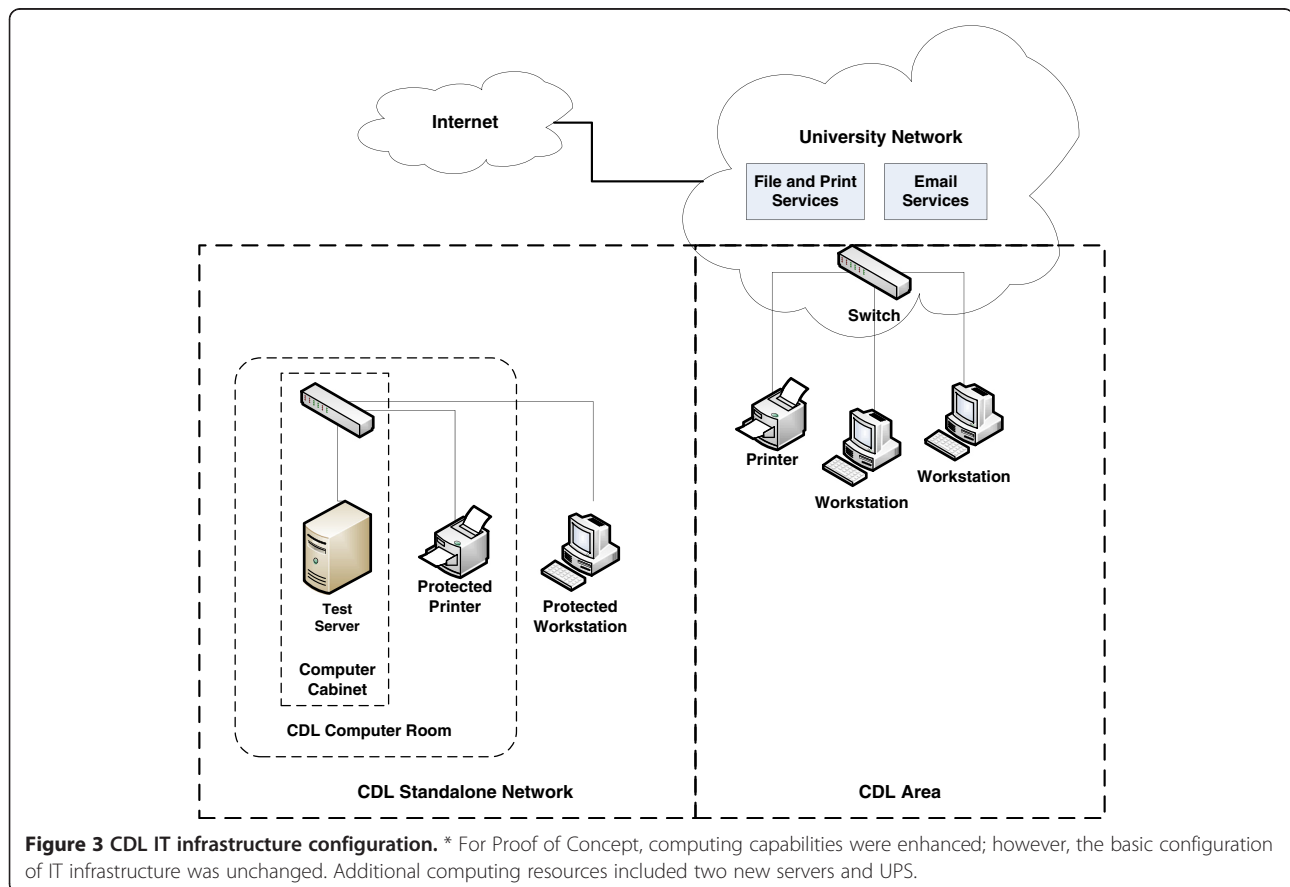 Internet
University Network
File and Print
Services
Email
Services
Switch
Printer
Workstation
Workstation
Test
Server
Protected
Printer
Protected
Workstation
Computer
Cabinet
CDL Computer Room
CDL Standalone Network
CDL Area
Figure 3 CDL IT infrastructure configuration. * For Proof of Concept, computing capabilities were enhanced; however, the basic configuration
of IT infrastructure was unchanged. Additional computing resources included two new servers and UPS.